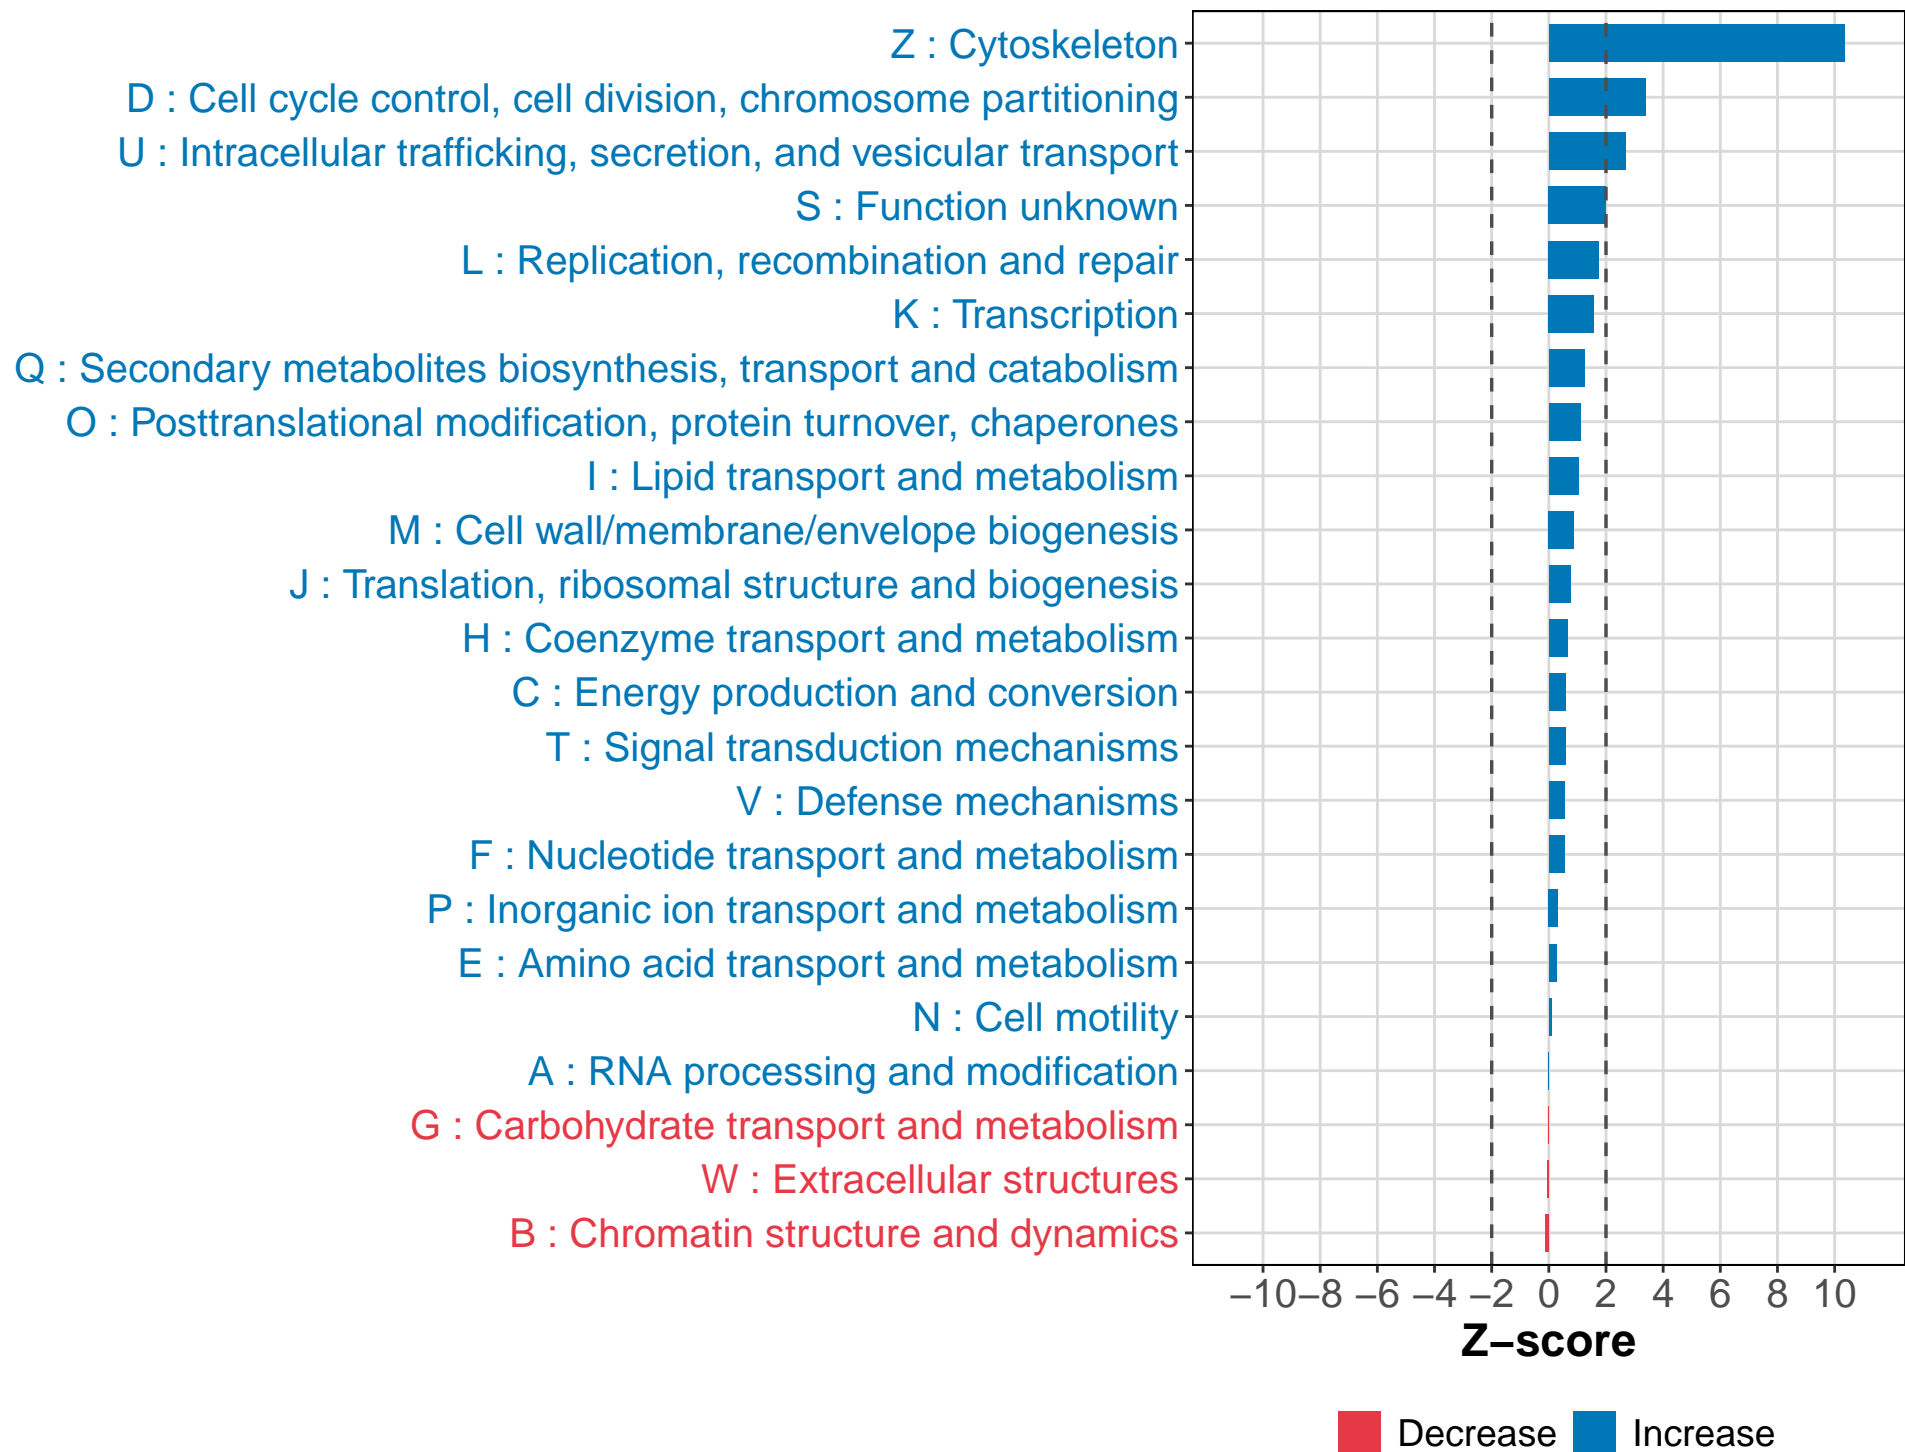 Z : Cytoskeleton
D : Cell cycle control, cell division, chromosome partitioning
U : Intracellular trafficking, secretion, and vesicular transport
S : Function unknown
L : Replication, recombination and repair
K : Transcription
Q : Secondary metabolites biosynthesis, transport and catabolism
O : Posttranslational modification, protein turnover, chaperones
I : Lipid transport and metabolism
M : Cell wall/membrane/envelope biogenesis
J : Translation, ribosomal structure and biogenesis
H : Coenzyme transport and metabolism
C : Energy production and conversion
T : Signal transduction mechanisms
V : Defense mechanisms
F : Nucleotide transport and metabolism
P : Inorganic ion transport and metabolism
E : Amino acid transport and metabolism
N : Cell motility
A : RNA processing and modification
G : Carbohydrate transport and metabolism
W : Extracellular structures
B : Chromatin structure and dynamics
−10 −8 −6 −4 −2 0 2 4 6 8 10
Z−score
Decrease Increase